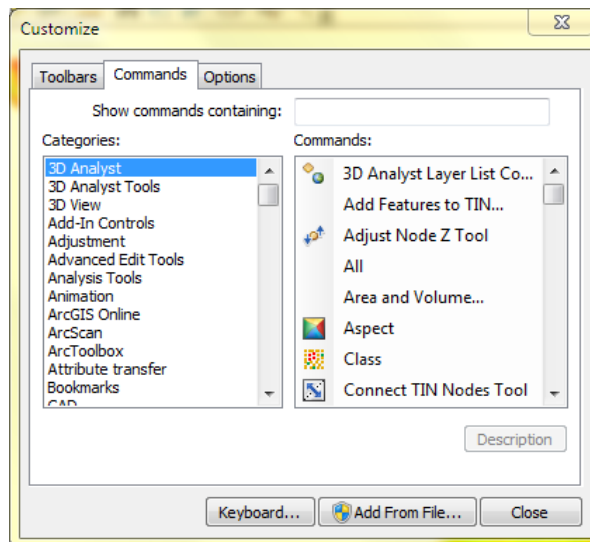 Customize
Toolbars Commands Options
Show commands containing:
Categories: Commands:
3D Analyst
3D Analyst Tools
3D View
Add-In Controls
Adjustment
Advanced Edit Tools
Analysis Tools
Animation
ArcGIS Online
ArcScan
ArcToolbox
Attribute transfer
Bookmarks
CAD
3D Analyst Layer List Co...
Add Features to TIN...
Adjust Node Z Tool
All
Area and Volume...
Aspect
Class
Connect TIN Nodes Tool
Description
Keyboard... Add From File... Close